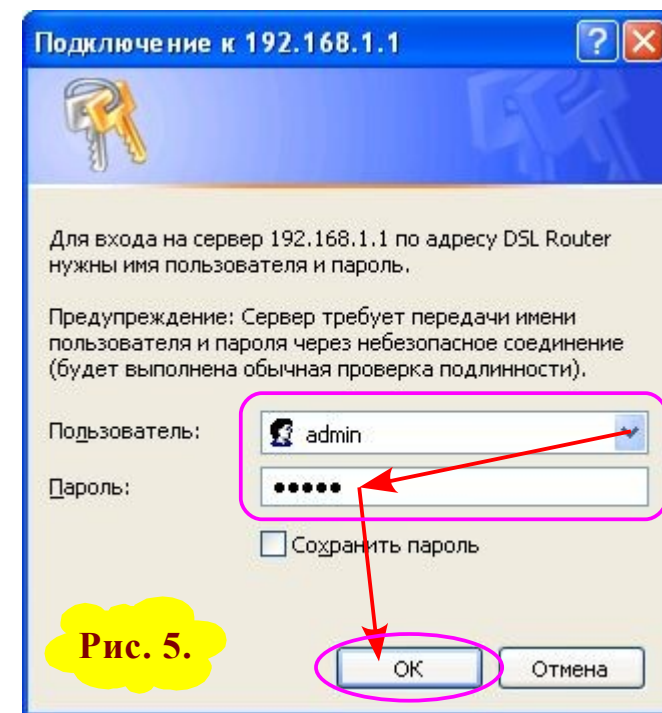 Подключение к 192.168.1.1
Для входа на сервер 192.168.1.1 по адресу DSL Router
нужны имя пользователя и пароль.
Предупреждение: Сервер требует передачи имени
пользователя и пароля через небезопасное соединение
(будет выполнена обычная проверка подлинности).
Пользователь: admin
Пароль: •••••
Сохранить пароль
Рис. 5.
ОК Отмена